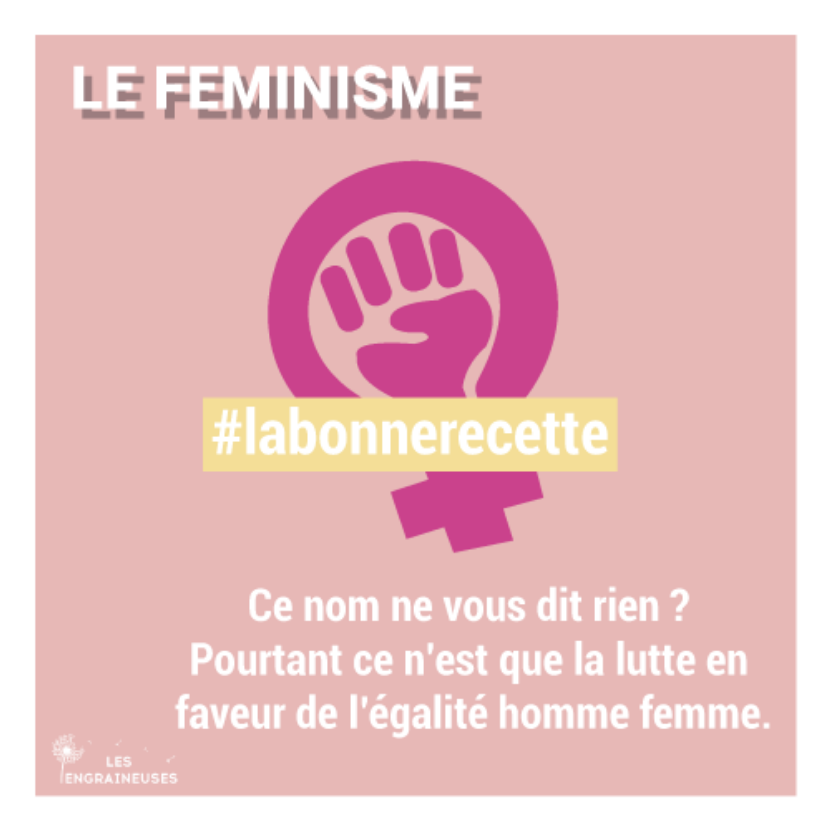 LE FEMINISME
#labonnerecette
Ce nom ne vous dit rien ?
Pourtant ce n'est que la lutte en
faveur de l'égalité homme femme.
LES
ENGRAINEUSES